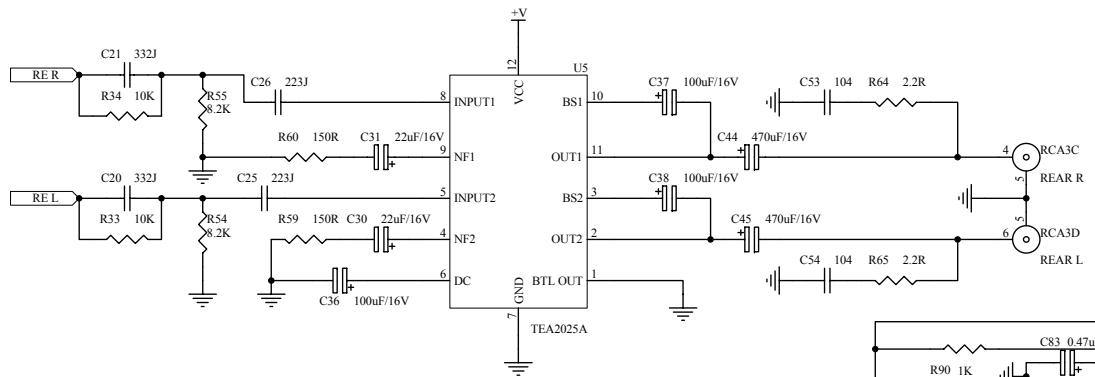 +V
C21 332J
RE R
R34 10K
C26 223J
R55
8.2K
R60 150R
C31 22uF/16V
C20 332J
RE L
R33 10K
C25 223J
R54
8.2K
R59 150R
C30 22uF/16V
C36 100uF/16V
U5
12
VCC
8 INPUT1
9 NF1
5 INPUT2
4 NF2
6 DC
BS1 10
OUT1 11
BS2 3
OUT2 2
BTL OUT 1
GND
7
TEA2025A
C37 100uF/16V
C44 470uF/16V
C38 100uF/16V
C45 470uF/16V
C53 104 R64 2.2R
C54 104 R65 2.2R
4 RCA3C
5
REAR R
5
6 RCA3D
REAR L
C83 0.47u
R90 1K